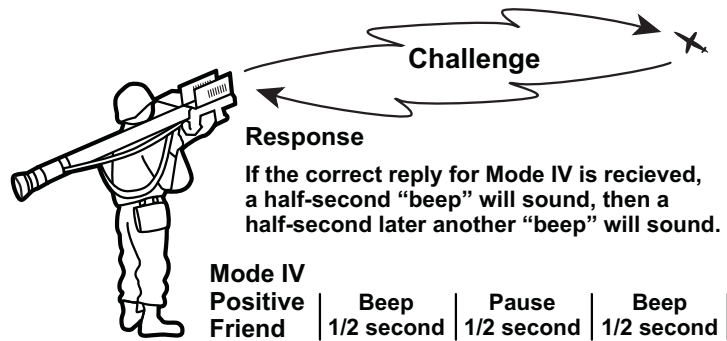 Challenge
Response
If the correct reply for Mode IV is recieved,
a half-second “beep” will sound, then a
half-second later another “beep” will sound.
Mode IV
Positive Beep Pause Beep
Friend 1/2 second 1/2 second 1/2 second